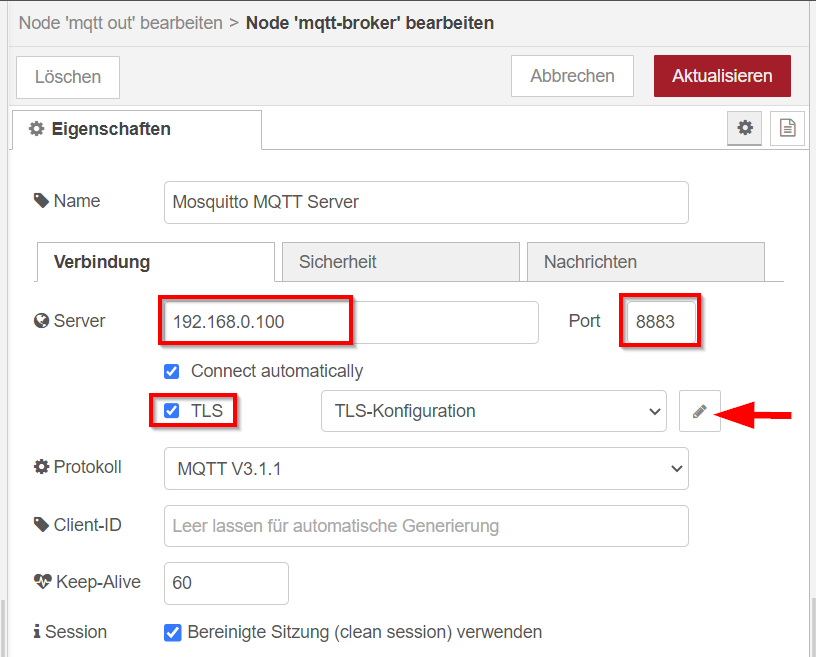 Node 'mqtt out' bearbeiten > Node 'mqtt-broker' bearbeiten
Löschen Abbrechen Aktualisieren
Eigenschaften
Name Mosquitto MQTT Server
Verbindung Sicherheit Nachrichten
Server 192.168.0.100 Port 8883
Connect automatically
TLS TLS-Konfiguration
Protokoll MQTT V3.1.1
Client-ID Leer lassen für automatische Generierung
Keep-Alive 60
Session Bereinigte Sitzung (clean session) verwenden